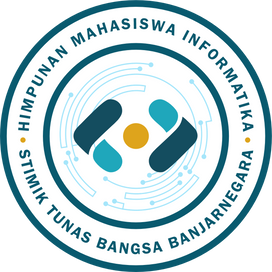 HIMPUNAN MAHASISWA INFORMATIKA
STIMIK TUNAS BANGSA BANJARNEGARA